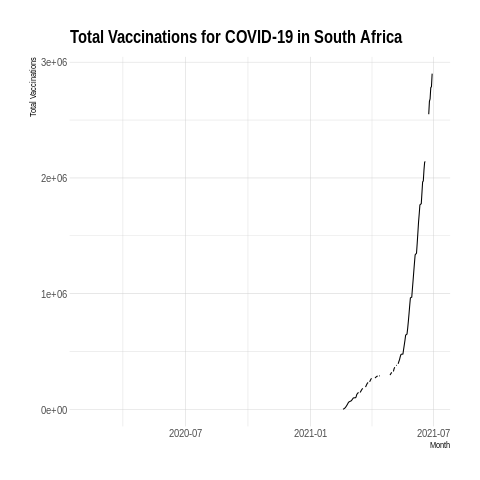 Total Vaccinations for COVID-19 in South Africa
Total Vaccinations
3e+06
2e+06
1e+06
0e+00
2020-07 2021-01 2021-07
Month